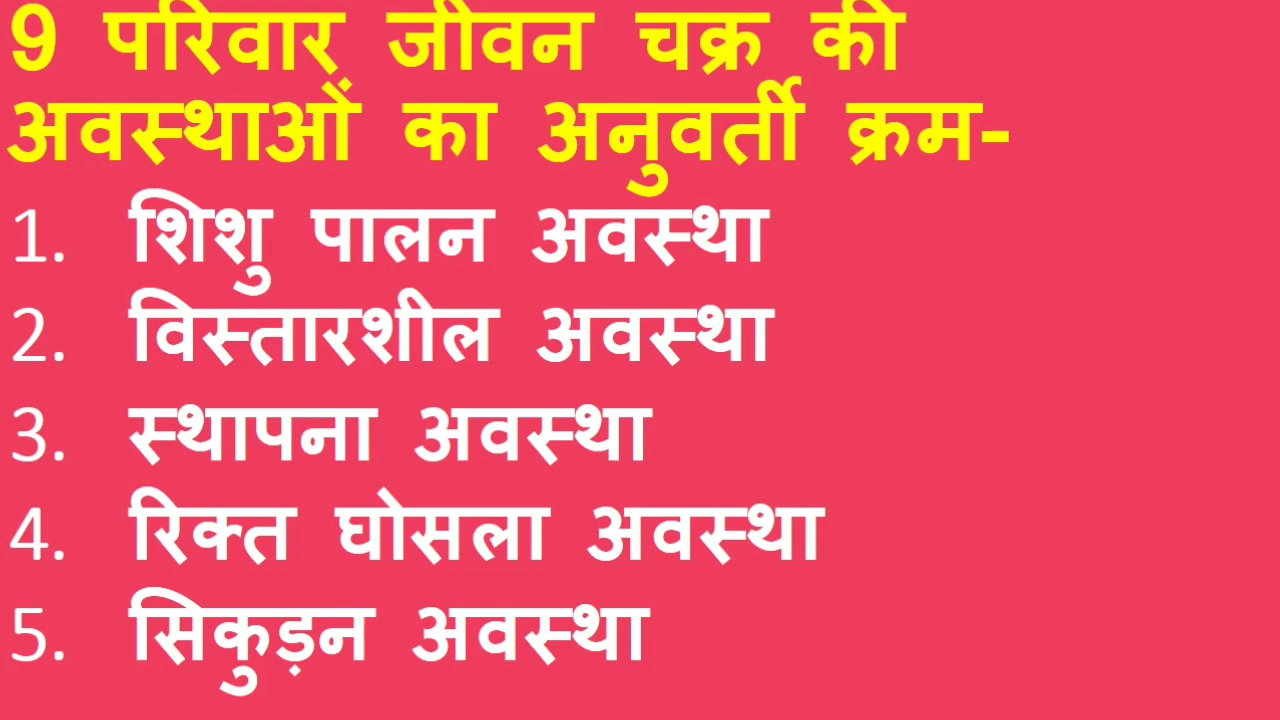 9 परिवार जीवन चक्र की
अवस्थाओं का अनुवर्ती क्रम-
1. शिशु पालन अवस्था
2. विस्तारशील अवस्था
3. स्थापना अवस्था
4. रिक्त घोसला अवस्था
5. सिकुड़न अवस्था